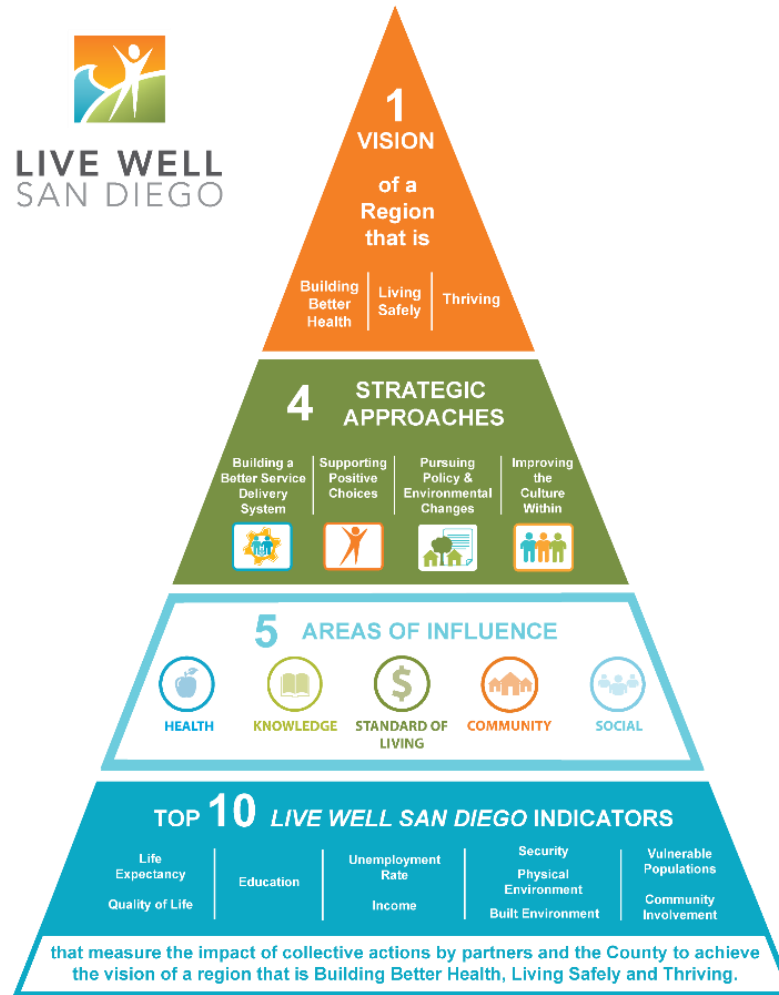 LIVE WELL
SAN DIEGO
1
VISION
of a
Region
that is
Building
Better
Health
Living
Safely
Thriving
4
STRATEGIC
APPROACHES
Building a
Better Service
Delivery
System
Supporting
Positive
Choices
Pursuing
Policy &
Environmental
Changes
Improving
the
Culture
Within
5 AREAS OF INFLUENCE
$
HEALTH
KNOWLEDGE
STANDARD OF
LIVING
COMMUNITY
SOCIAL
TOP 10 LIVE WELL SAN DIEGO INDICATORS
Life
Expectancy
Quality of Life
Education
Unemployment
Rate
Income
Security
Physical
Environment
Built Environment
Vulnerable
Populations
Community
Involvement
that measure the impact of collective actions by partners and the County to achieve
the vision of a region that is Building Better Health, Living Safely and Thriving.